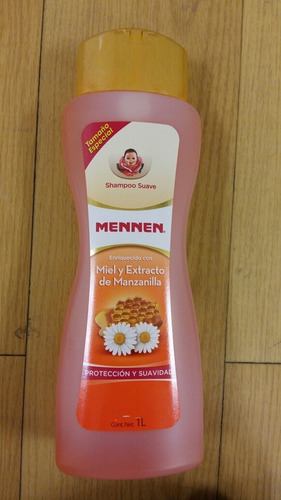 Tamaño
Especial
Shampoo Suave
MENNEN
Enriquecido con
Miel y Extracto
de Manzanilla
PROTECCIÓN Y SUAVIDAD
Cont. Net. 1L